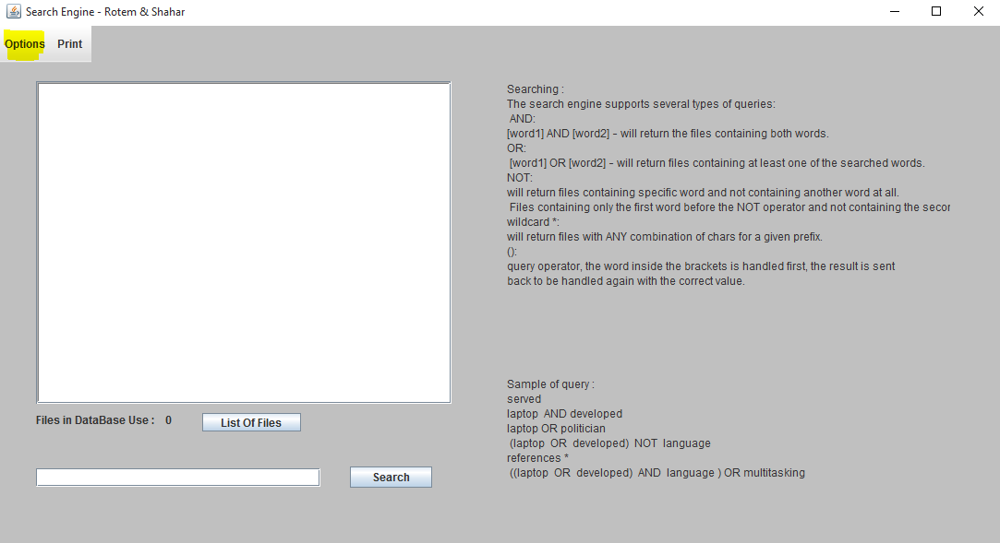 Search Engine - Rotem & Shahar
Options Print
Searching :
The search engine supports several types of queries:
AND:
[word1] AND [word2] - will return the files containing both words.
OR:
[word1] OR [word2] - will return files containing at least one of the searched words.
NOT:
will return files containing specific word and not containing another word at all.
Files containing only the first word before the NOT operator and not containing the secor
wildcard *:
will return files with ANY combination of chars for a given prefix.
():
query operator, the word inside the brackets is handled first, the result is sent
back to be handled again with the correct value.
Sample of query :
served
laptop AND developed
laptop OR politician
(laptop OR developed) NOT language
references *
((laptop OR developed) AND language ) OR multitasking
Files in DataBase Use : 0
List Of Files
Search